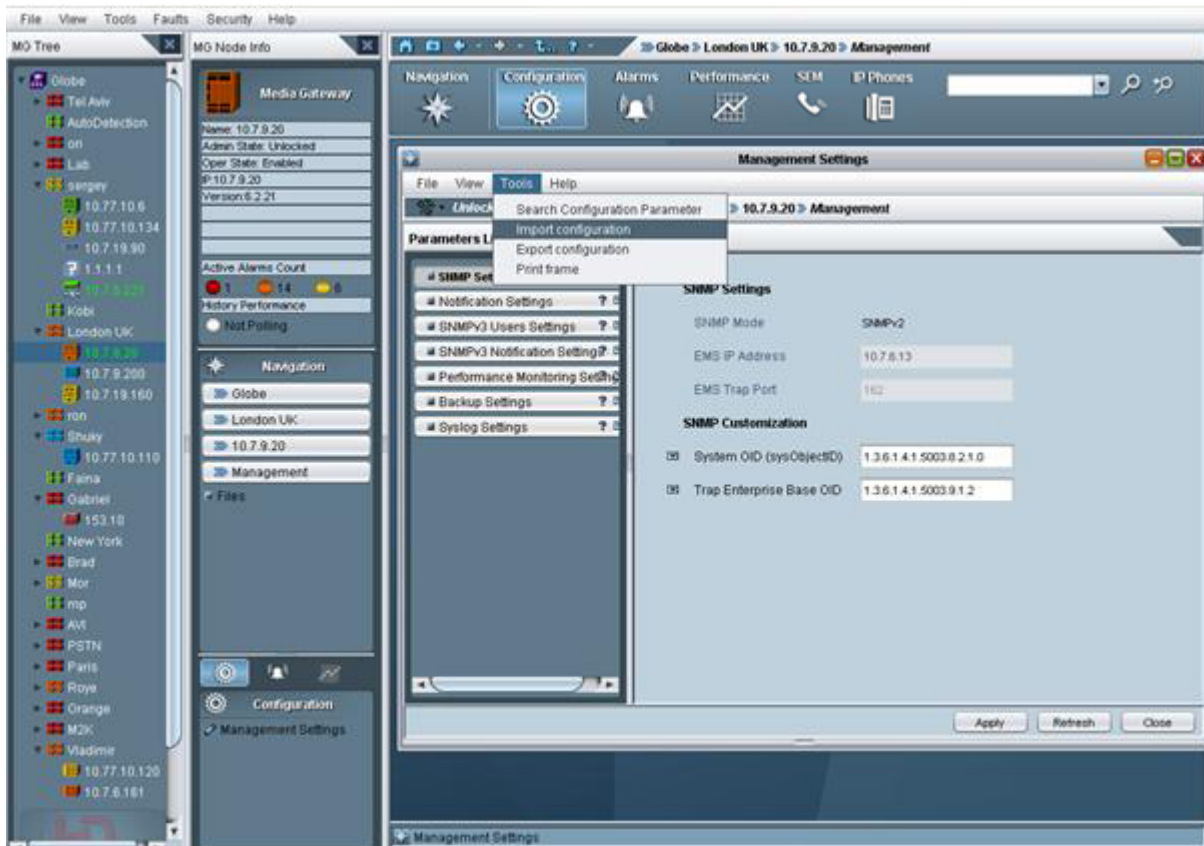 File View Tools Faults Security Help
MG Tree
Globe
Tel Aviv
AutoDetection
ori
Lab
sergey
10.77.10.6
10.77.10.134
10.7.19.90
1.1.1.1
Kobi
London UK
10.7.9.20
10.7.9.200
10.7.19.160
ron
Shuky
10.77.10.110
Faina
Gabriel
153.10
New York
Brad
Mor
mp
AVI
PSTN
Paris
Roye
Orange
M2K
Vladimir
10.77.10.120
10.7.6.161
MG Node Info
Media Gateway
Name: 10.7.9.20
Admin State: Unlocked
Oper State: Enabled
IP:10.7.9.20
Version:6.2.21
Active Alarms Count
1 14 6
History Performance
Not Polling
Navigation
Globe
London UK
10.7.9.20
Management
Files
Configuration
Management Settings
Globe London UK 10.7.9.20 Management
Navigation Configuration Alarms Performance SEM IP Phones
Management Settings
File View Tools Help
Search Configuration Parameter
Import configuration
Export configuration
Print frame
10.7.9.20 Management
Parameters
SNMP
Notification Settings ?
SNMPv3 Users Settings ?
SNMPv3 Notification
Performance Monitoring
Backup Settings ?
Syslog Settings ?
SNMP Settings
SNMP Mode SNMPv2
EMS IP Address 10.7.6.13
EMS Trap Port 162
SNMP Customization
System OID (sysObjectID) 1.3.6.1.4.1.5003.8.2.1.0
Trap Enterprise Base OID 1.3.6.1.4.1.5003.9.1.2
Apply Refresh Close
Management Settings